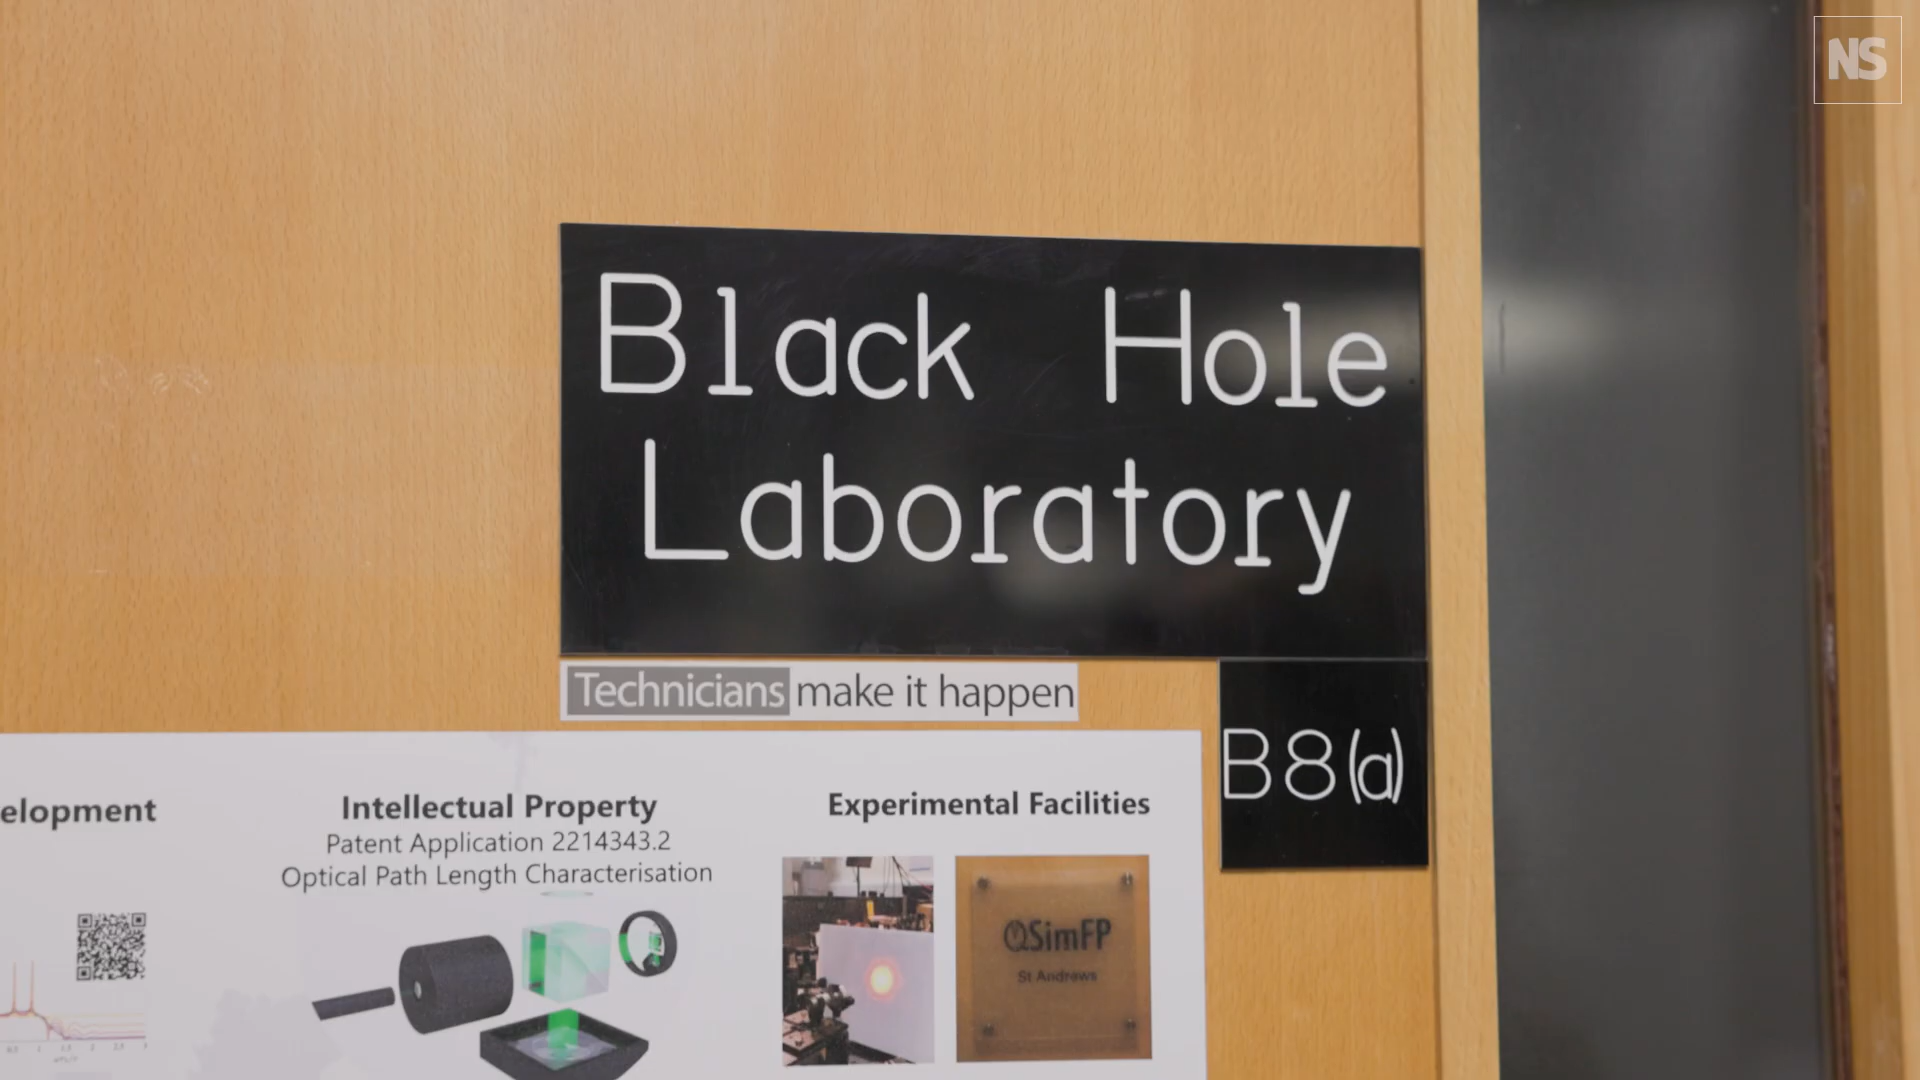 NS
Black Hole
Laboratory
Technicians make it happen
B8(a)
elopment
Intellectual Property
Patent Application 2214343.2
Optical Path Length Characterisation
Experimental Facilities
QSimFP
St Andrews